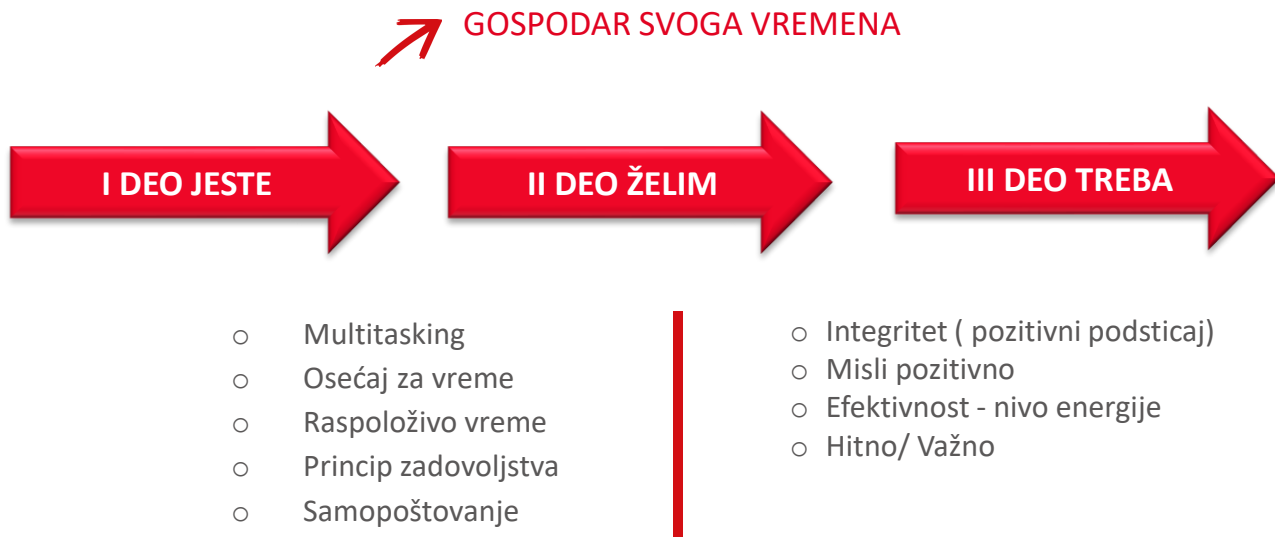 GOSPODAR SVOGA VREMENA
I DEO JESTE
II DEO ŽELIM
III DEO TREBA
o Multitasking
o Osećaj za vreme
o Raspoloživo vreme
o Princip zadovoljstva
o Samopoštovanje
o Integritet ( pozitivni podsticaj)
o Misli pozitivno
o Efektivnost - nivo energije
o Hitno/ Važno